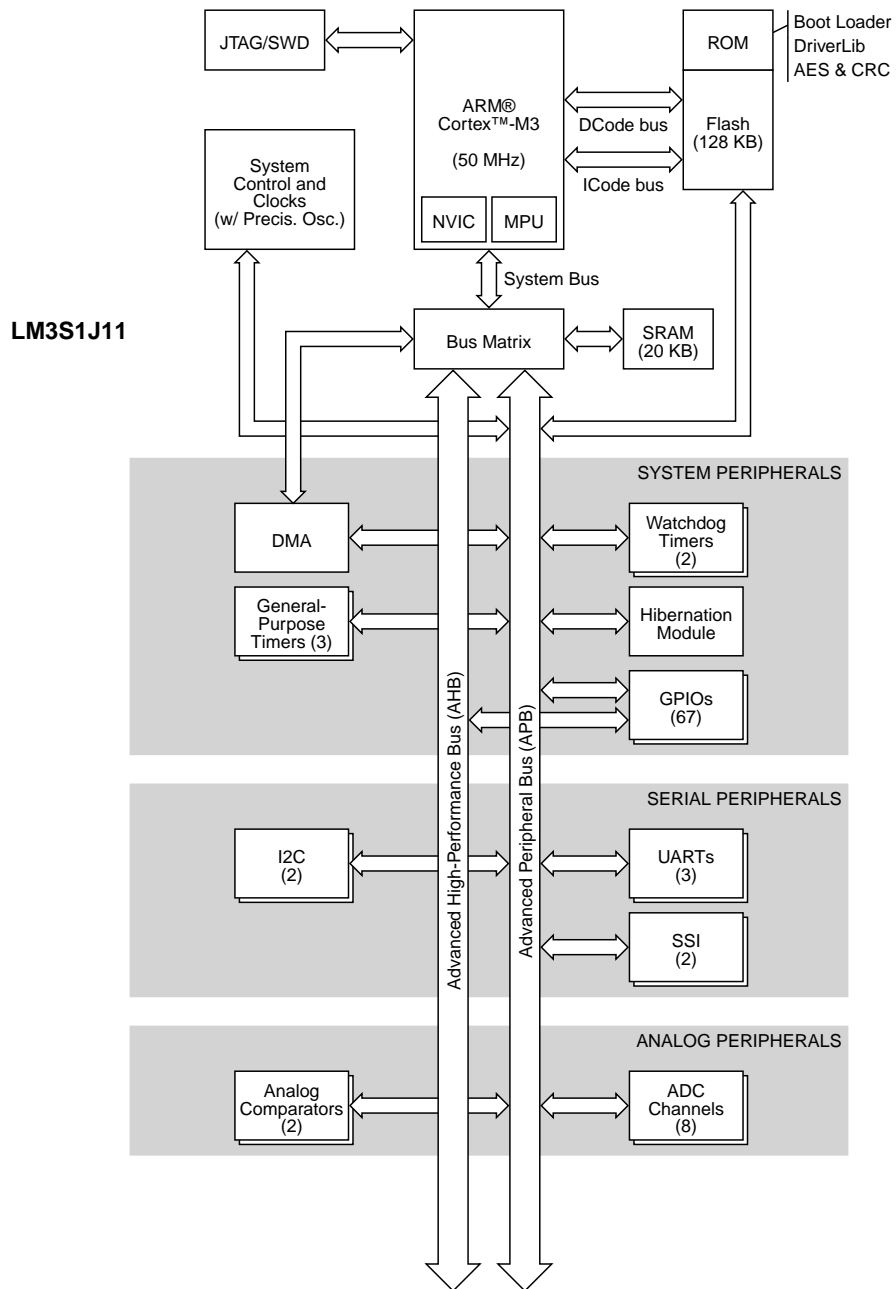 JTAG/SWD
ARM®
Cortex™-M3
(50 MHz)
NVIC
MPU
ROM
Boot Loader
DriverLib
AES & CRC
Flash
(128 KB)
DCode bus
ICode bus
System
Control and
Clocks
(w/ Precis. Osc.)
System Bus
LM3S1J11
Bus Matrix
SRAM
(20 KB)
SYSTEM PERIPHERALS
DMA
Watchdog
Timers
(2)
General-
Purpose
Timers (3)
Hibernation
Module
GPIOs
(67)
Advanced High-Performance Bus (AHB)
Advanced Peripheral Bus (APB)
SERIAL PERIPHERALS
I2C
(2)
UARTs
(3)
SSI
(2)
ANALOG PERIPHERALS
Analog
Comparators
(2)
ADC
Channels
(8)